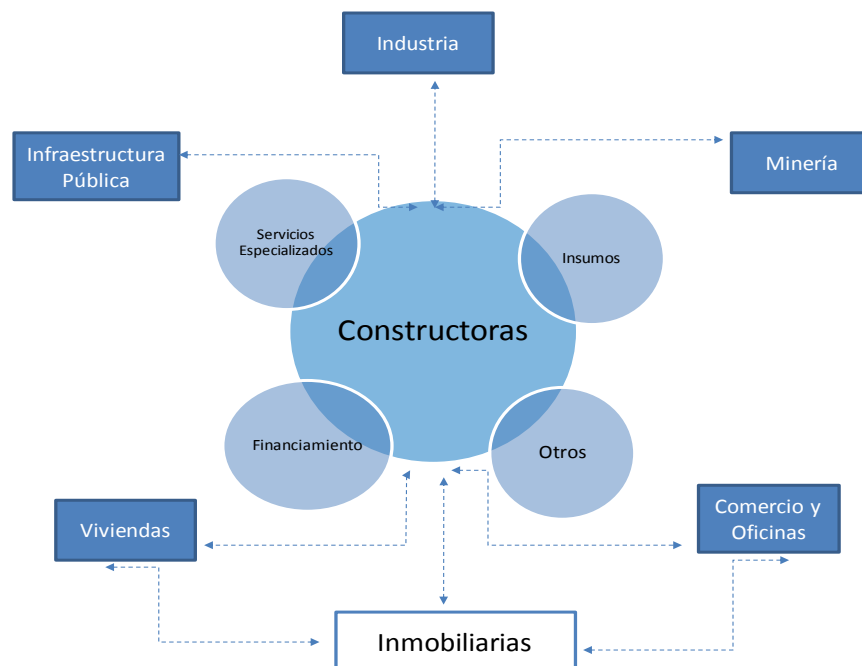 Industria
Infraestructura
Pública
Minería
Servicios
Especializados
Insumos
Constructoras
Financiamiento
Otros
Viviendas
Comercio y
Oficinas
Inmobiliarias